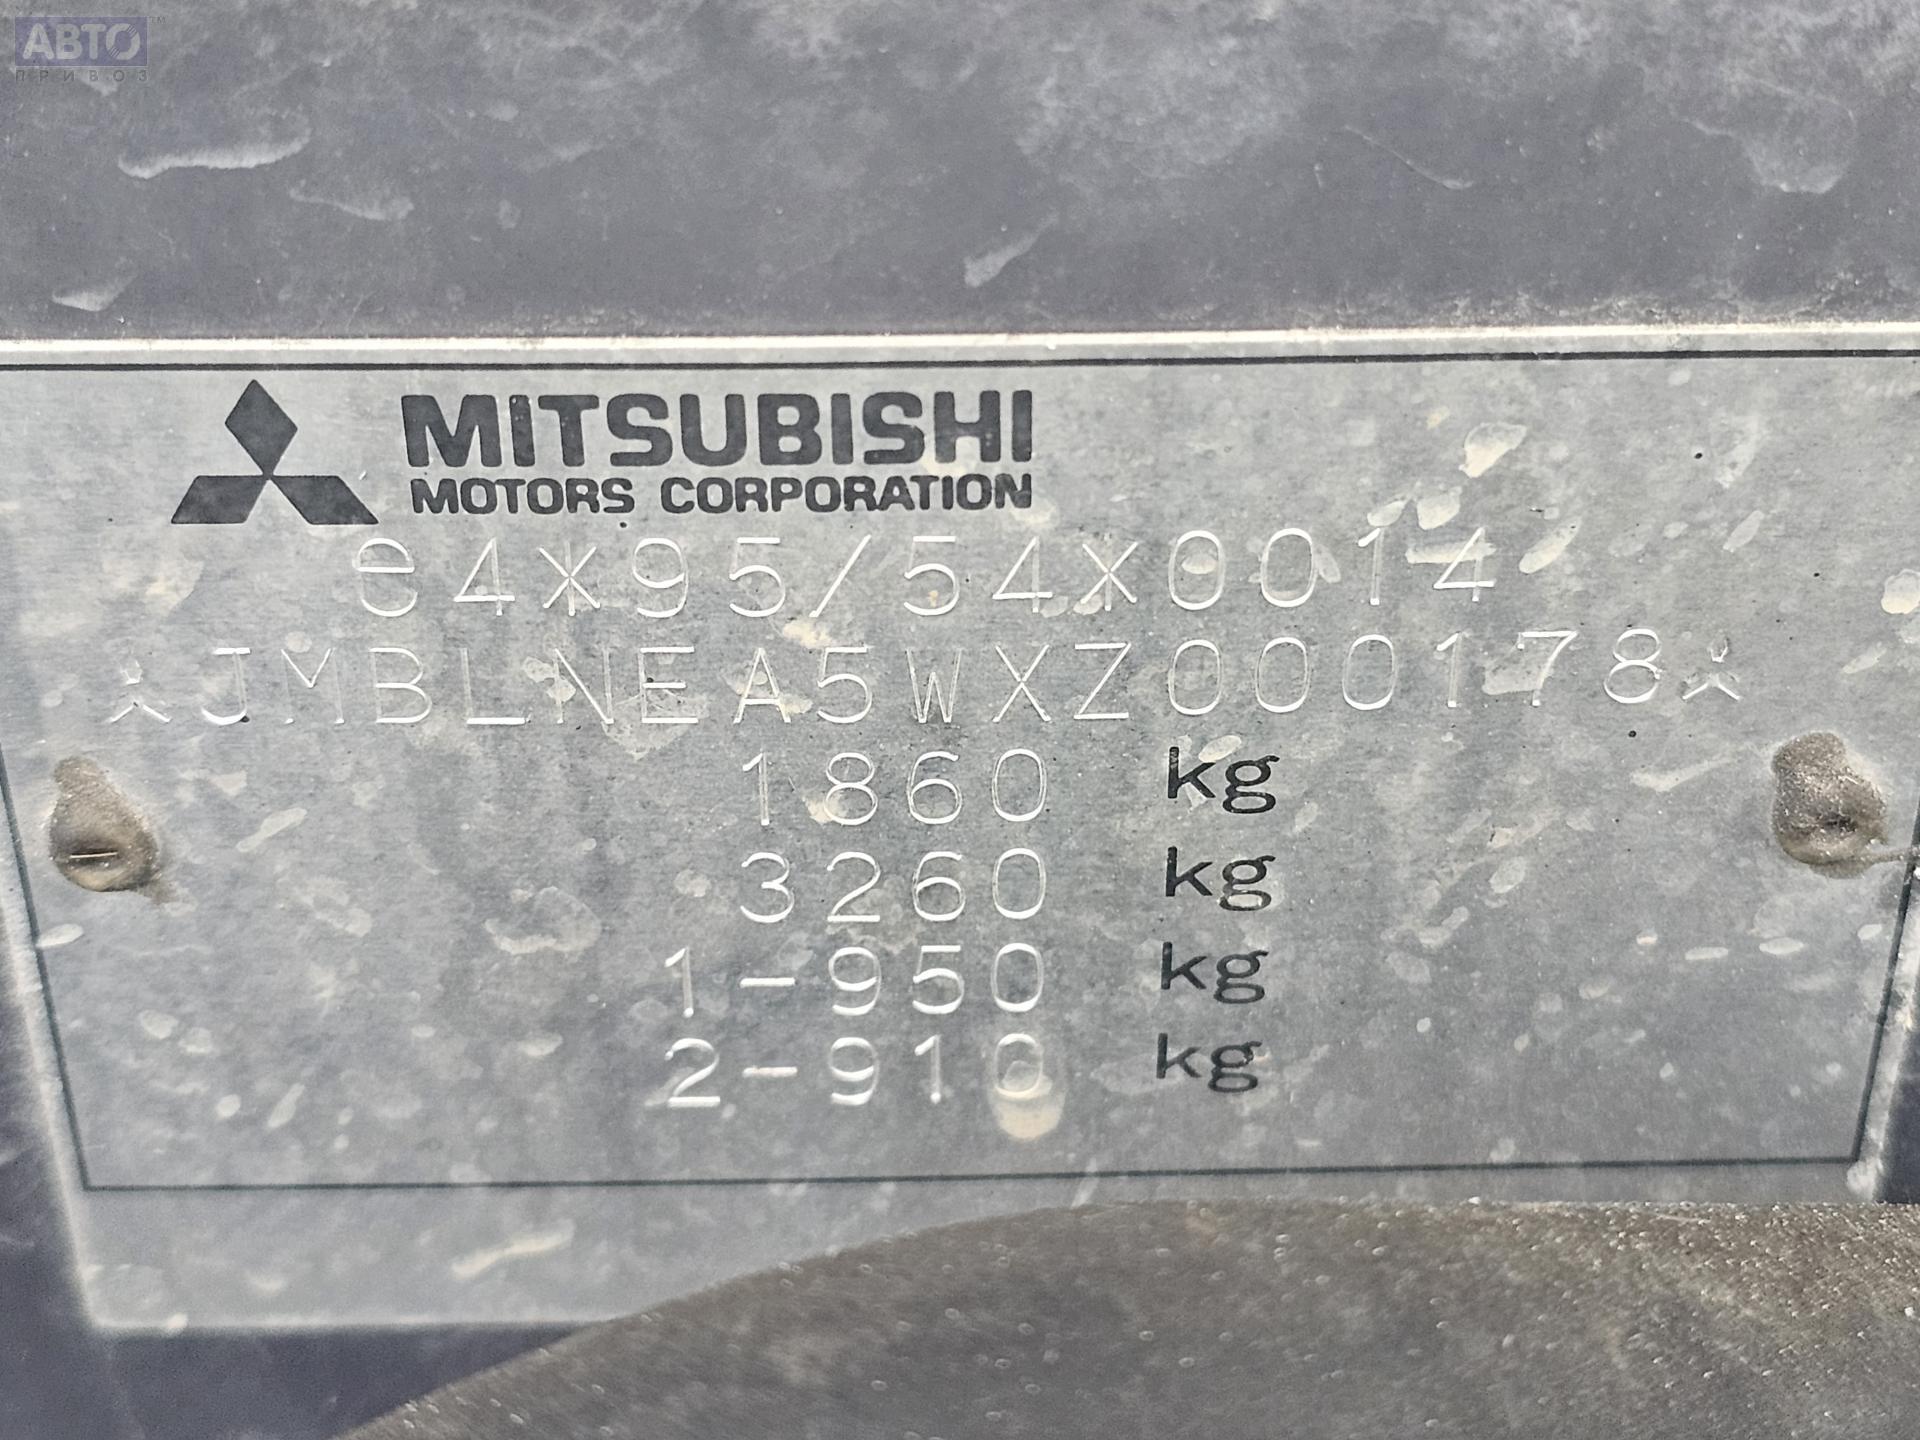 АВТО™
ПРИВОЗ
MITSUBISHI
MOTORS CORPORATION
e4*95/54*0014
*JMBLNEA5WXZ000178*
1860 kg
3260 kg
1-950 kg
2-910 kg